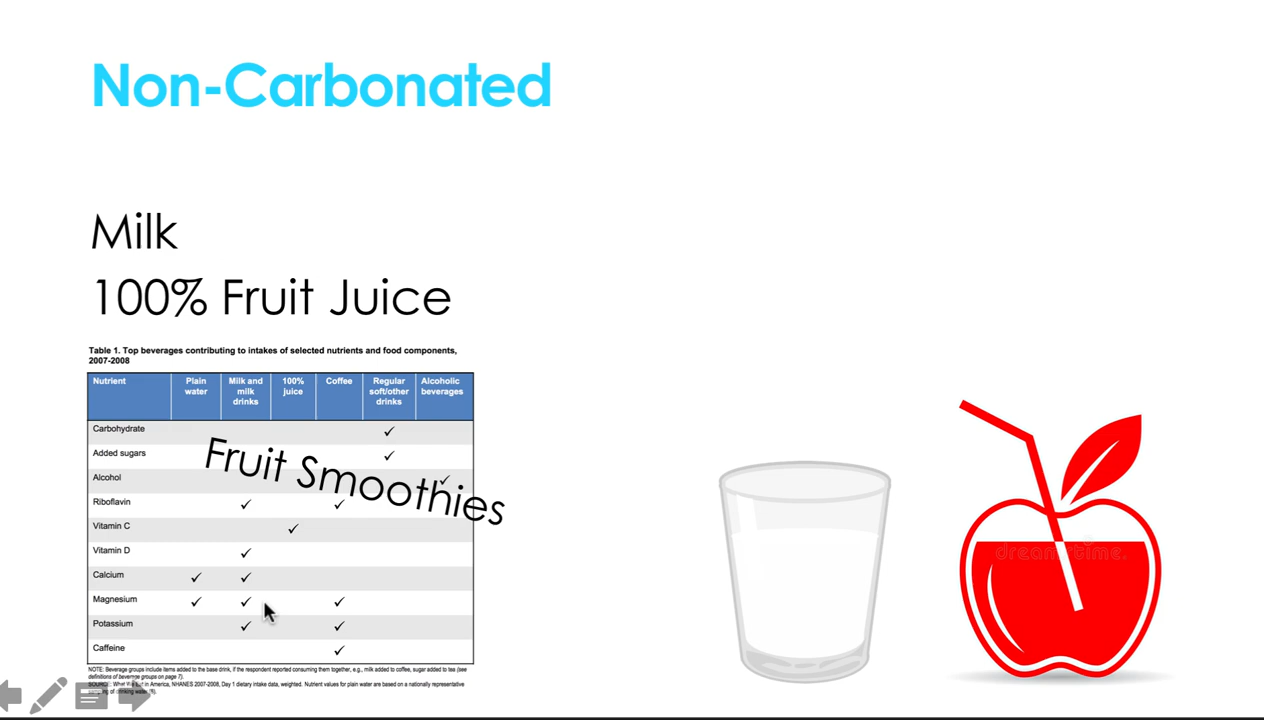 Non-Carbonated
Milk
100% Fruit Juice
Table 1. Top beverages contributing to intakes of selected nutrients and food components,
2007-2008
Nutrient Plain water Milk and milk drinks 100% juice Coffee Regular soft/other drinks Alcoholic beverages
Carbohydrate ✓
Added sugars ✓
Alcohol ✓
Fruit Smoothies
Riboflavin ✓ ✓
Vitamin C ✓
Vitamin D ✓
Calcium ✓ ✓
Magnesium ✓ ✓ ✓
Potassium ✓ ✓
Caffeine ✓
NOTE: Beverage groups include items added to the base drink, if the respondent reported consuming them together, e.g., milk added to coffee, sugar added to tea (see
definitions of beverage groups on page 7).
SOURCE: What We Eat in America, NHANES 2007-2008, Day 1 dietary intake data, weighted. Nutrient values for plain water are based on a nationally representative
of drinking water
dreamstime.